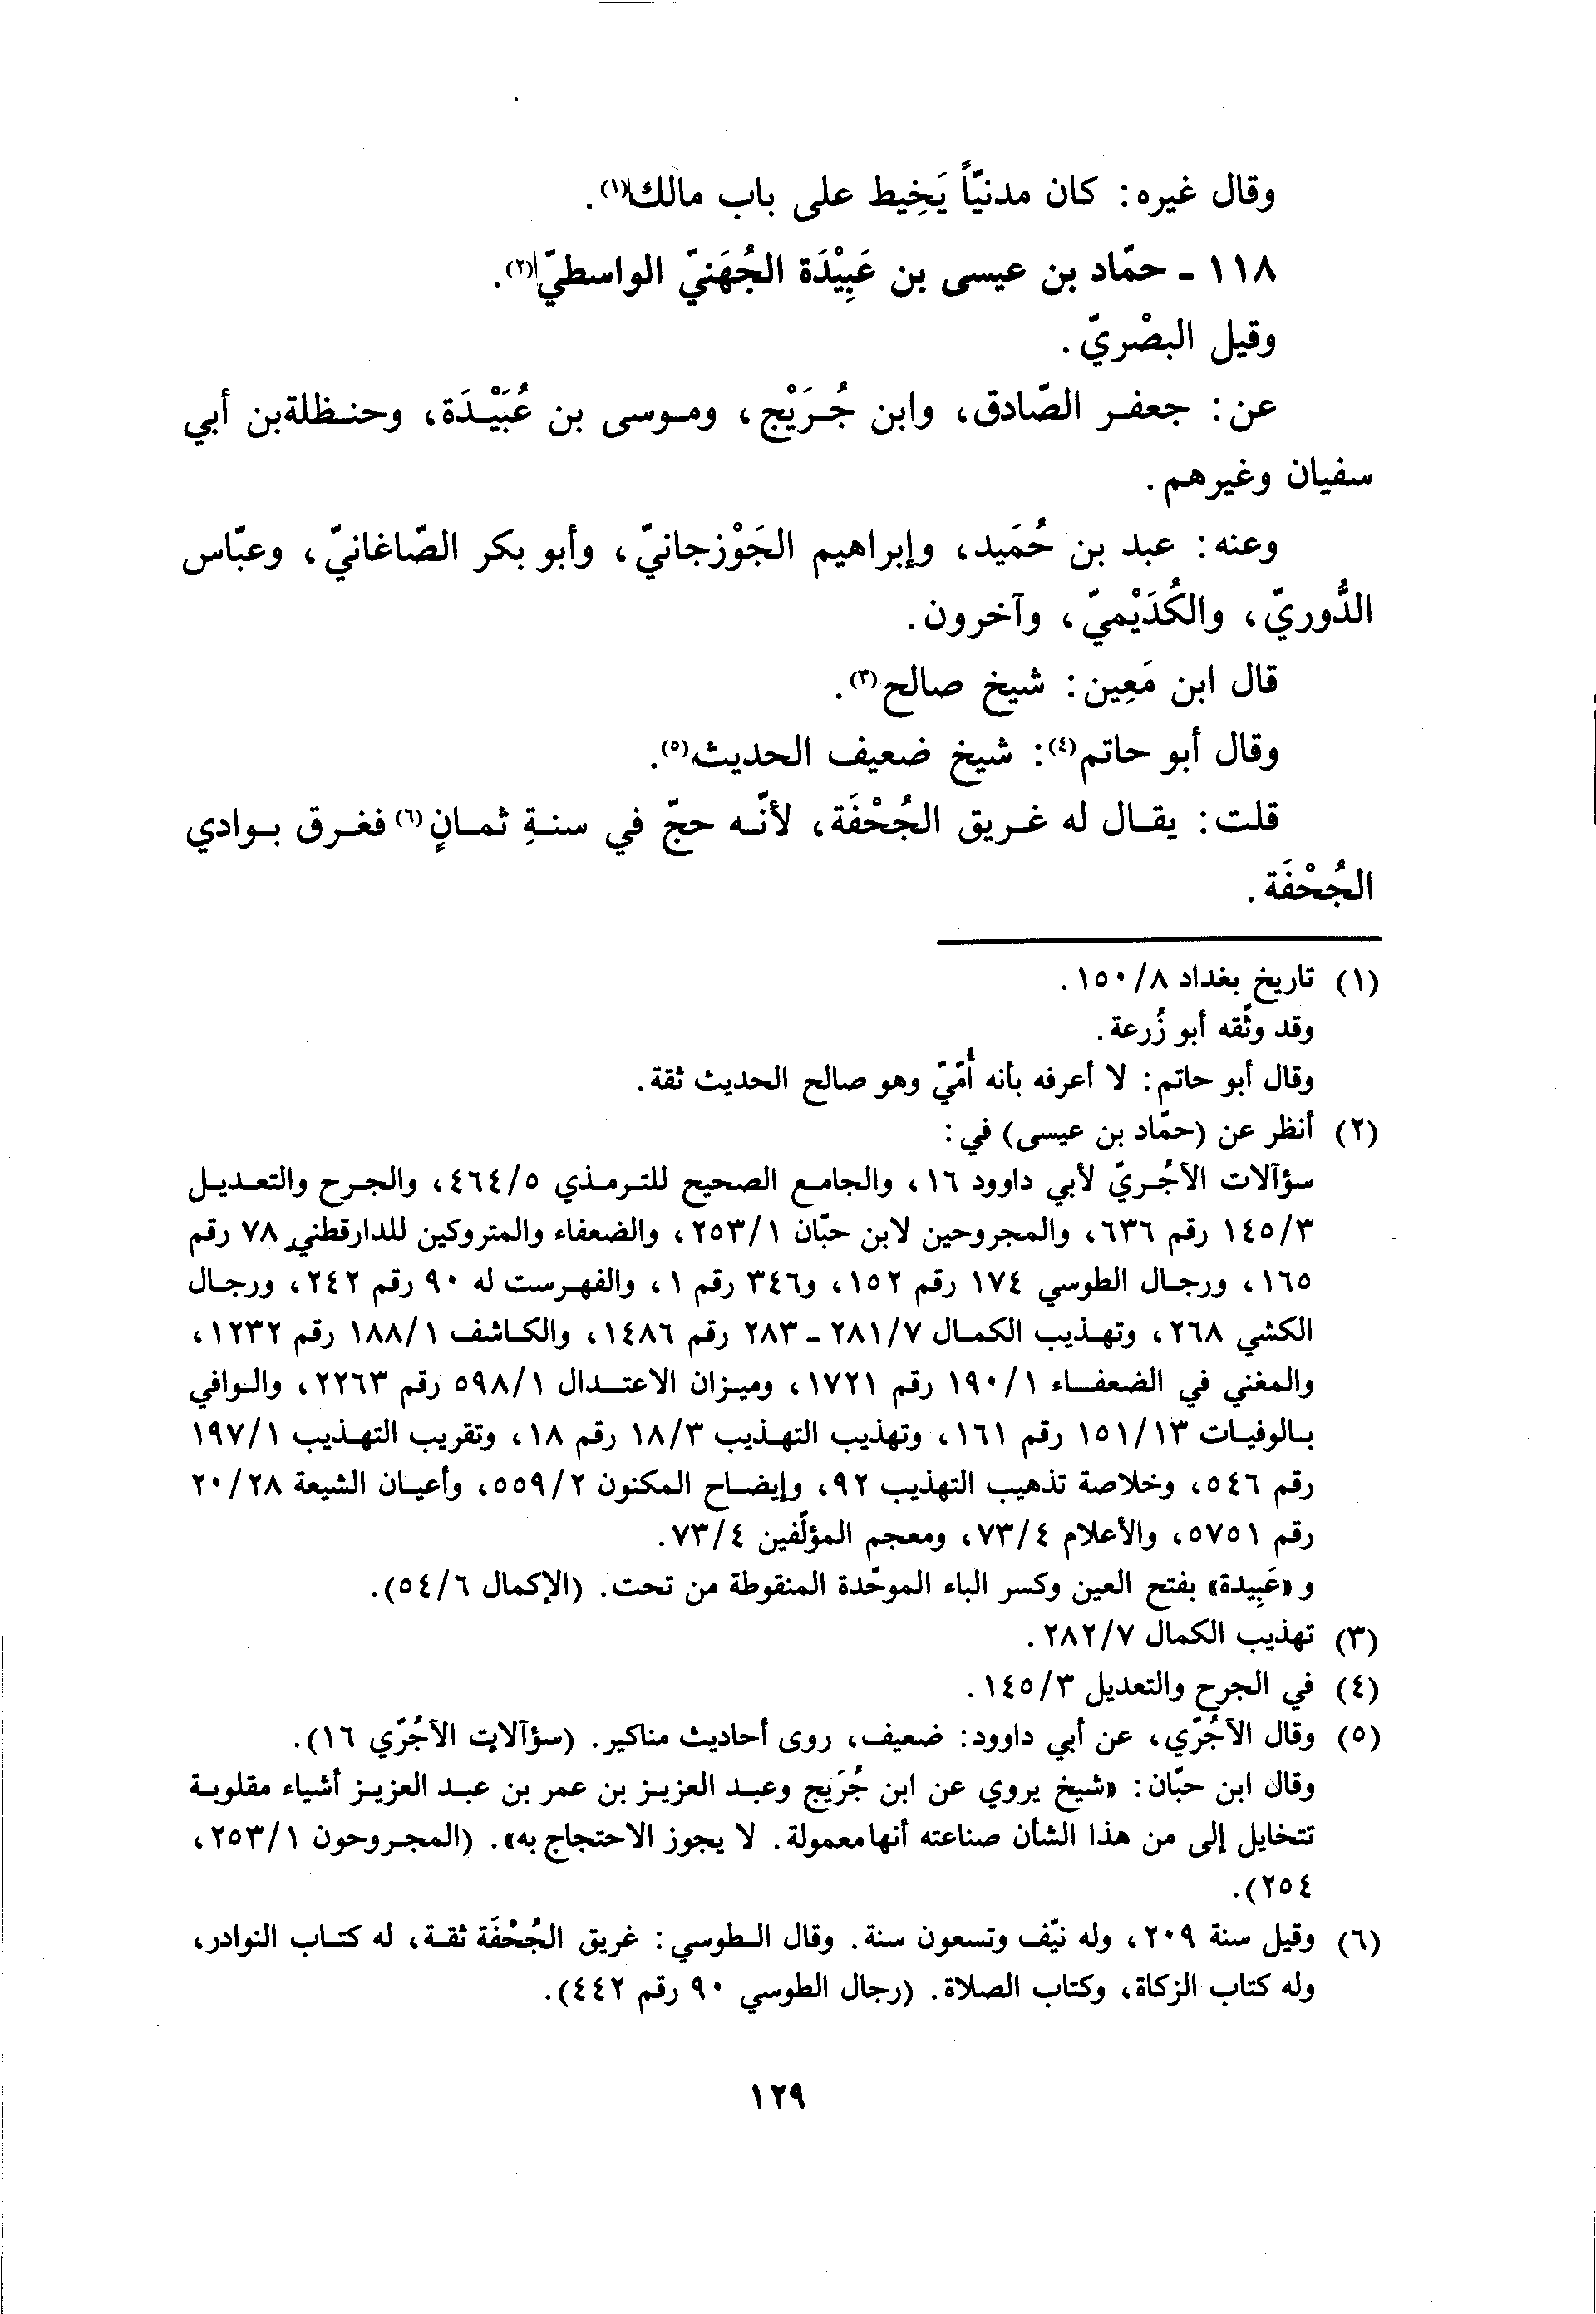 وقال غيره: كان مدنيّاً يَخِيط على باب مالك(١).
١١٨ - حمّاد بن عيسى بن عَبِيْدَة الجُهَنيّ الواسطيّ(٢).
وقيل البصْريّ.
عن: جعفر الصّادق، وابن جُرَيْج، وموسى بن عُبَيْدَة، وحنظلةبن أبي
سفيان وغيرهم.
وعنه: عبد بن حُمَيد، وإبراهيم الجَوْزجانيّ، وأبو بكر الصّاغانيّ، وعبّاس
الدُّوريّ، والكُدَيْميّ، وآخرون.
قال ابن مَعِين: شيخ صالح(٣).
وقال أبو حاتم(٤): شيخ ضعيف الحديث(٥).
قلت: يقال له غريق الجُحْفَة، لأنّه حجّ في سنةِ ثمانٍ(٦) فغرق بوادي
الجُحْفَة.
(١) تاريخ بغداد ١٥٠/٨.
وقد وثّقه أبو زُرعة.
وقال أبو حاتم: لا أعرفه بأنه أُمّيّ وهو صالح الحديث ثقة.
(٢) أنظر عن (حمّاد بن عيسى) في:
سؤآلات الآجُريّ لأبي داوود ١٦، والجامع الصحيح للترمذي ٤٦٤/٥، والجرح والتعديل
١٤٥/٣ رقم ٦٣٦، والمجروحين لابن حبّان ٢٥٣/١، والضعفاء والمتروكين للدارقطني ٧٨ رقم
١٦٥، ورجال الطوسي ١٧٤ رقم ١٥٢، و٣٤٦ رقم ١، والفهرست له ٩٠ رقم ٢٤٢، ورجال
الكشي ٢٦٨، وتهذيب الكمال ٢٨١/٧ - ٢٨٣ رقم ١٤٨٦، والكاشف ١٨٨/١ رقم ١٢٣٢،
والمغني في الضعفاء ١٩٠/١ رقم ١٧٢١، وميزان الاعتدال ٥٩٨/١ رقم ٢٢٦٣، والوافي
بالوفيات ١٥١/١٣ رقم ١٦١، وتهذيب التهذيب ١٨/٣ رقم ١٨، وتقريب التهذيب ١٩٧/١
رقم ٥٤٦، وخلاصة تذهيب التهذيب ٩٢، وإيضاح المكنون ٥٥٩/٢، وأعيان الشيعة ٢٠/٢٨
رقم ٥٧٥١، والأعلام ٧٣/٤، ومعجم المؤلّفين ٧٣/٤.
و «عَبِيدة» بفتح العين وكسر الباء الموحّدة المنقوطة من تحت. (الإكمال ٥٤/٦).
(٣) تهذيب الكمال ٢٨٢/٧.
(٤) في الجرح والتعديل ١٤٥/٣.
(٥) وقال الآجُرّي، عن أبي داوود: ضعيف، روى أحاديث مناكير. (سؤآلات الآجُرّي ١٦).
وقال ابن حبّان: «شيخ يروي عن ابن جُرَيج وعبد العزيز بن عمر بن عبد العزيز أشياء مقلوبة
تتخايل إلى من هذا الشأن صناعته أنهامعمولة. لا يجوز الاحتجاج به». (المجروحون ٢٥٣/١،
٢٥٤).
(٦) وقيل سنة ٢٠٩، وله نيّف وتسعون سنة. وقال الطوسي: غريق الجُحْفَة ثقة، له كتاب النوادر،
وله كتاب الزكاة، وكتاب الصلاة. (رجال الطوسي ٩٠ رقم ٤٤٢).
١٢٩